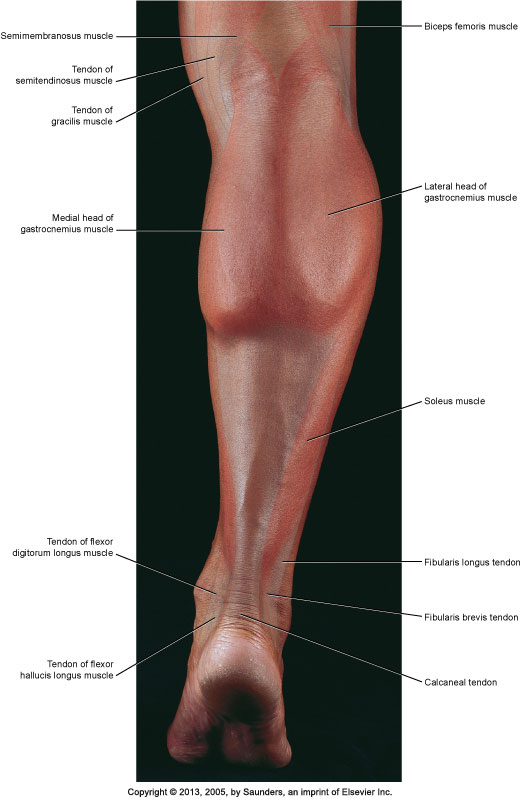 Semimembranosus muscle
Tendon of
semitendinosus muscle
Tendon of
gracilis muscle
Medial head of
gastrocnemius muscle
Tendon of flexor
digitorum longus muscle
Tendon of flexor
hallucis longus muscle
Biceps femoris muscle
Lateral head of
gastrocnemius muscle
Soleus muscle
Fibularis longus tendon
Fibularis brevis tendon
Calcaneal tendon
Copyright © 2013, 2005, by Saunders, an imprint of Elsevier Inc.